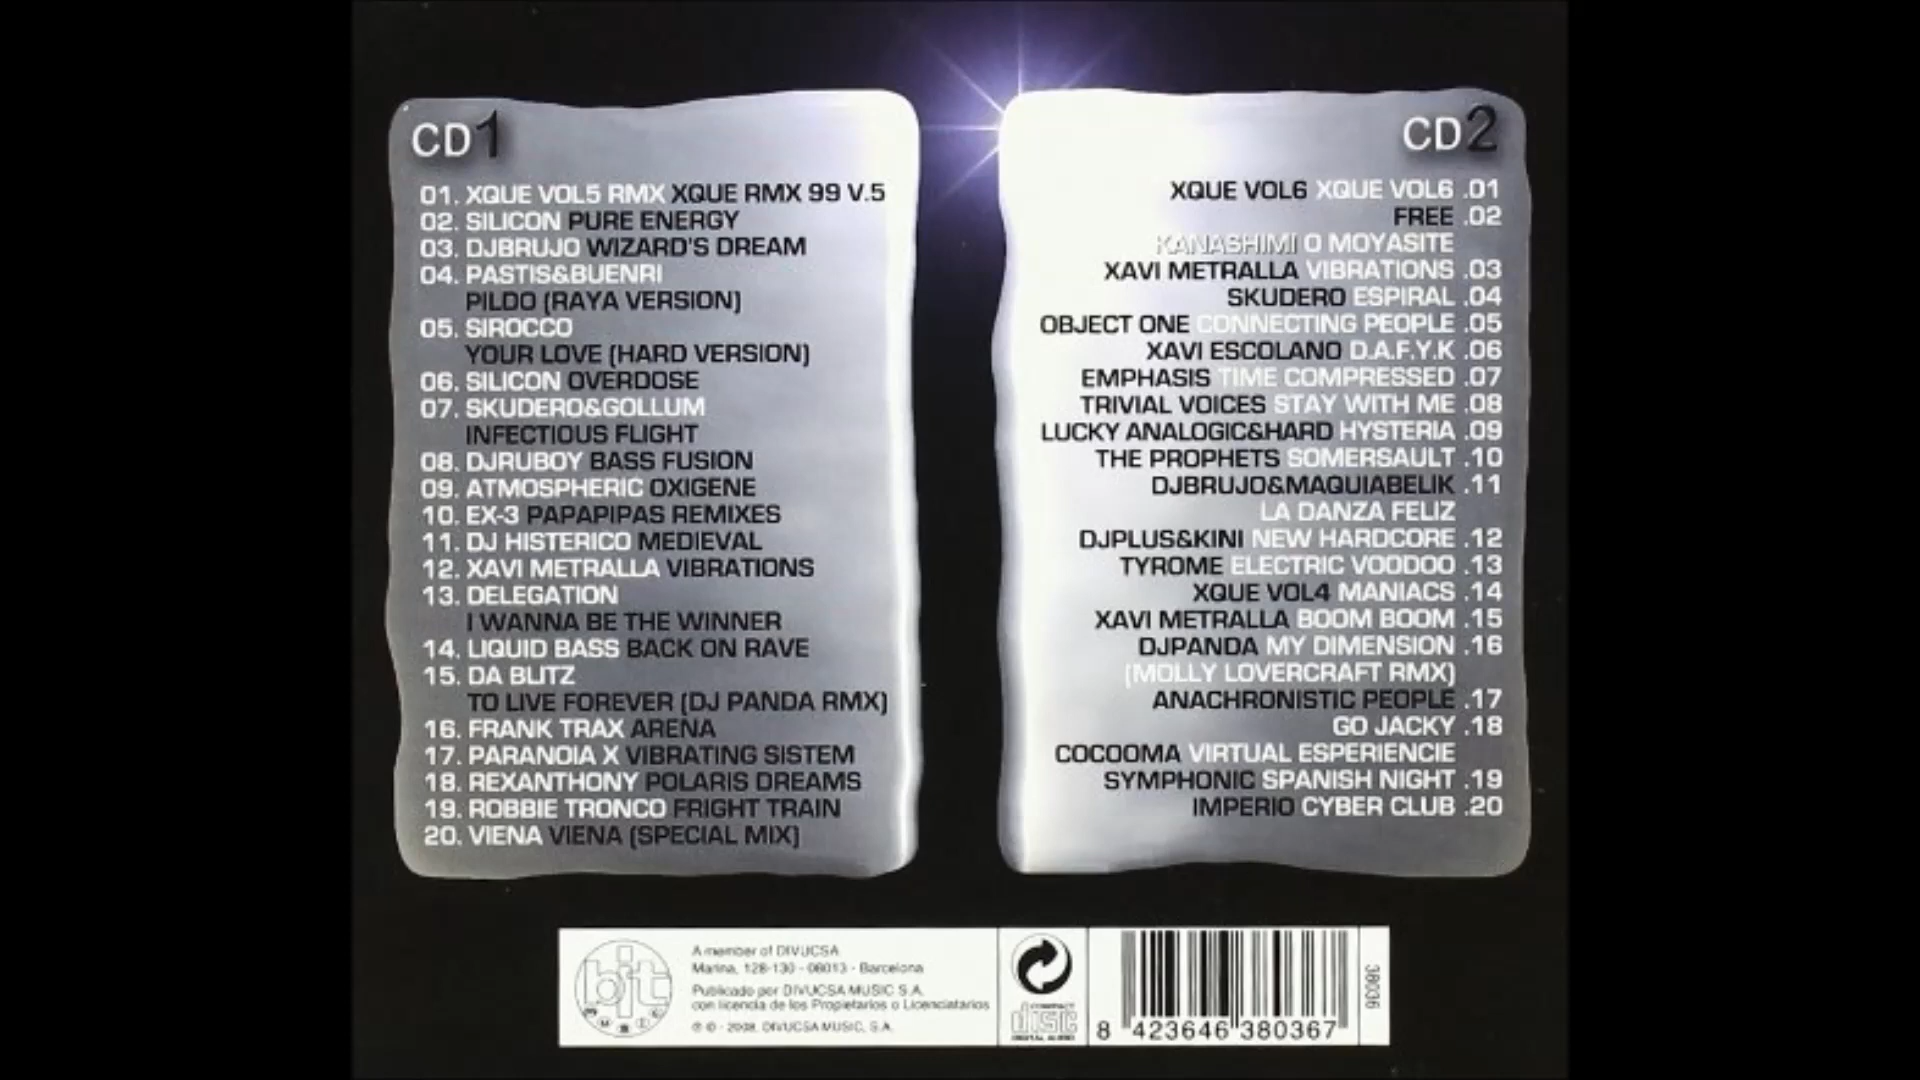 CD1
01. XQUE VOL5 RMX XQUE RMX 99 V.5
02. SILICON PURE ENERGY
03. DJBRUJO WIZARD'S DREAM
04. PASTIS&BUENRI
PILDO (RAYA VERSION)
05. SIROCCO
YOUR LOVE (HARD VERSION)
06. SILICON OVERDOSE
07. SKUDERO&GOLLUM
INFECTIOUS FLIGHT
08. DJRUBOY BASS FUSION
09. ATMOSPHERIC OXIGENE
10. EX-3 PAPAPIPAS REMIXES
11. DJ HISTERICO MEDIEVAL
12. XAVI METRALLA VIBRATIONS
13. DELEGATION
I WANNA BE THE WINNER
14. LIQUID BASS BACK ON RAVE
15. DA BLITZ
TO LIVE FOREVER (DJ PANDA RMX)
16. FRANK TRAX ARENA
17. PARANOIA X VIBRATING SISTEM
18. REXANTHONY POLARIS DREAMS
19. ROBBIE TRONCO FRIGHT TRAIN
20. VIENA VIENA (SPECIAL MIX)
CD2
XQUE VOL6 XQUE VOL6 .01
FREE .02
KANASHIMI O MOYASITE
XAVI METRALLA VIBRATIONS .03
SKUDERO ESPIRAL .04
OBJECT ONE CONNECTING PEOPLE .05
XAVI ESCOLANO D.A.F.Y.K .06
EMPHASIS TIME COMPRESSED .07
TRIVIAL VOICES STAY WITH ME .08
LUCKY ANALOGIC&HARD HYSTERIA .09
THE PROPHETS SOMERSAULT .10
DJBRUJO&MAQUIABELIK .11
LA DANZA FELIZ
DJPLUS&KINI NEW HARDCORE .12
TYROME ELECTRIC VOODOO .13
XQUE VOL4 MANIACS .14
XAVI METRALLA BOOM BOOM .15
DJPANDA MY DIMENSION .16
(MOLLY LOVERCRAFT RMX)
ANACHRONISTIC PEOPLE .17
GO JACKY .18
COCOOMA VIRTUAL ESPERIENCIE
SYMPHONIC SPANISH NIGHT .19
IMPERIO CYBER CLUB .20
bit
MUSIC
A member of DIVUCSA
Marina, 128-130 - 08013 - Barcelona
Publicado por DIVUCSA MUSIC S.A.
con licencia de los Propietarios o Licenciatarios
℗ © - 2008, DIVUCSA MUSIC, S.A.
COMPACT
disc
DIGITAL AUDIO
8 423646 380367
38036